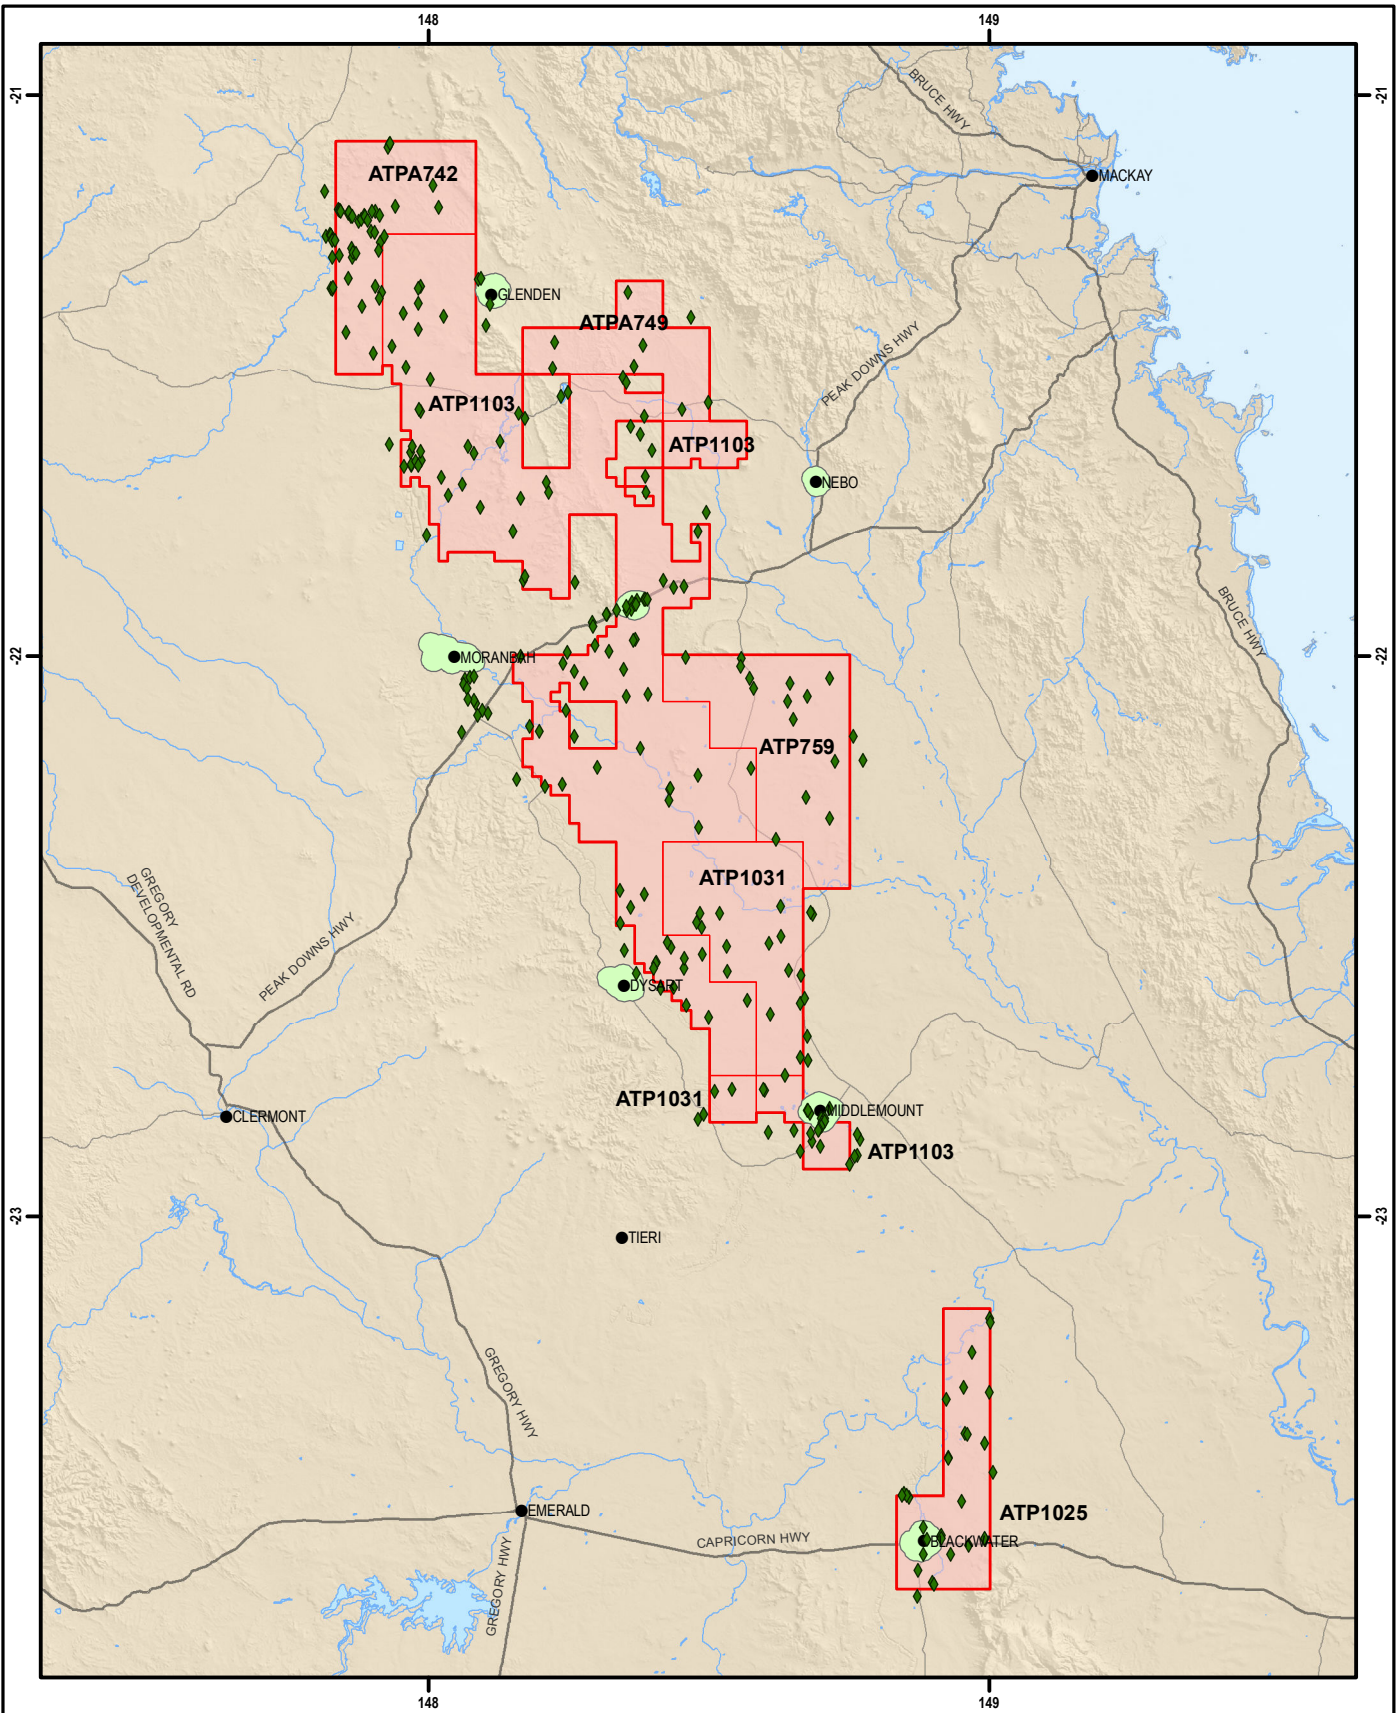 148
149
-21
-21
BRUCE HWY
MACKAY
ATPA742
GLENDEN
ATPA749
PEAK DOWNS HWY
ATP1103
ATP1103
NEBO
BRUCE HWY
-22
-22
MORANBAH
ATP759
ATP1031
GREGORY
DEVELOPMENTAL RD
PEAK DOWNS HWY
DYSART
ATP1031
MIDDLEMOUNT
CLERMONT
ATP1103
-23
-23
TIERI
GREGORY HWY
EMERALD
ATP1025
CAPRICORN HWY
BLACKWATER
GREGORY HWY
148
149